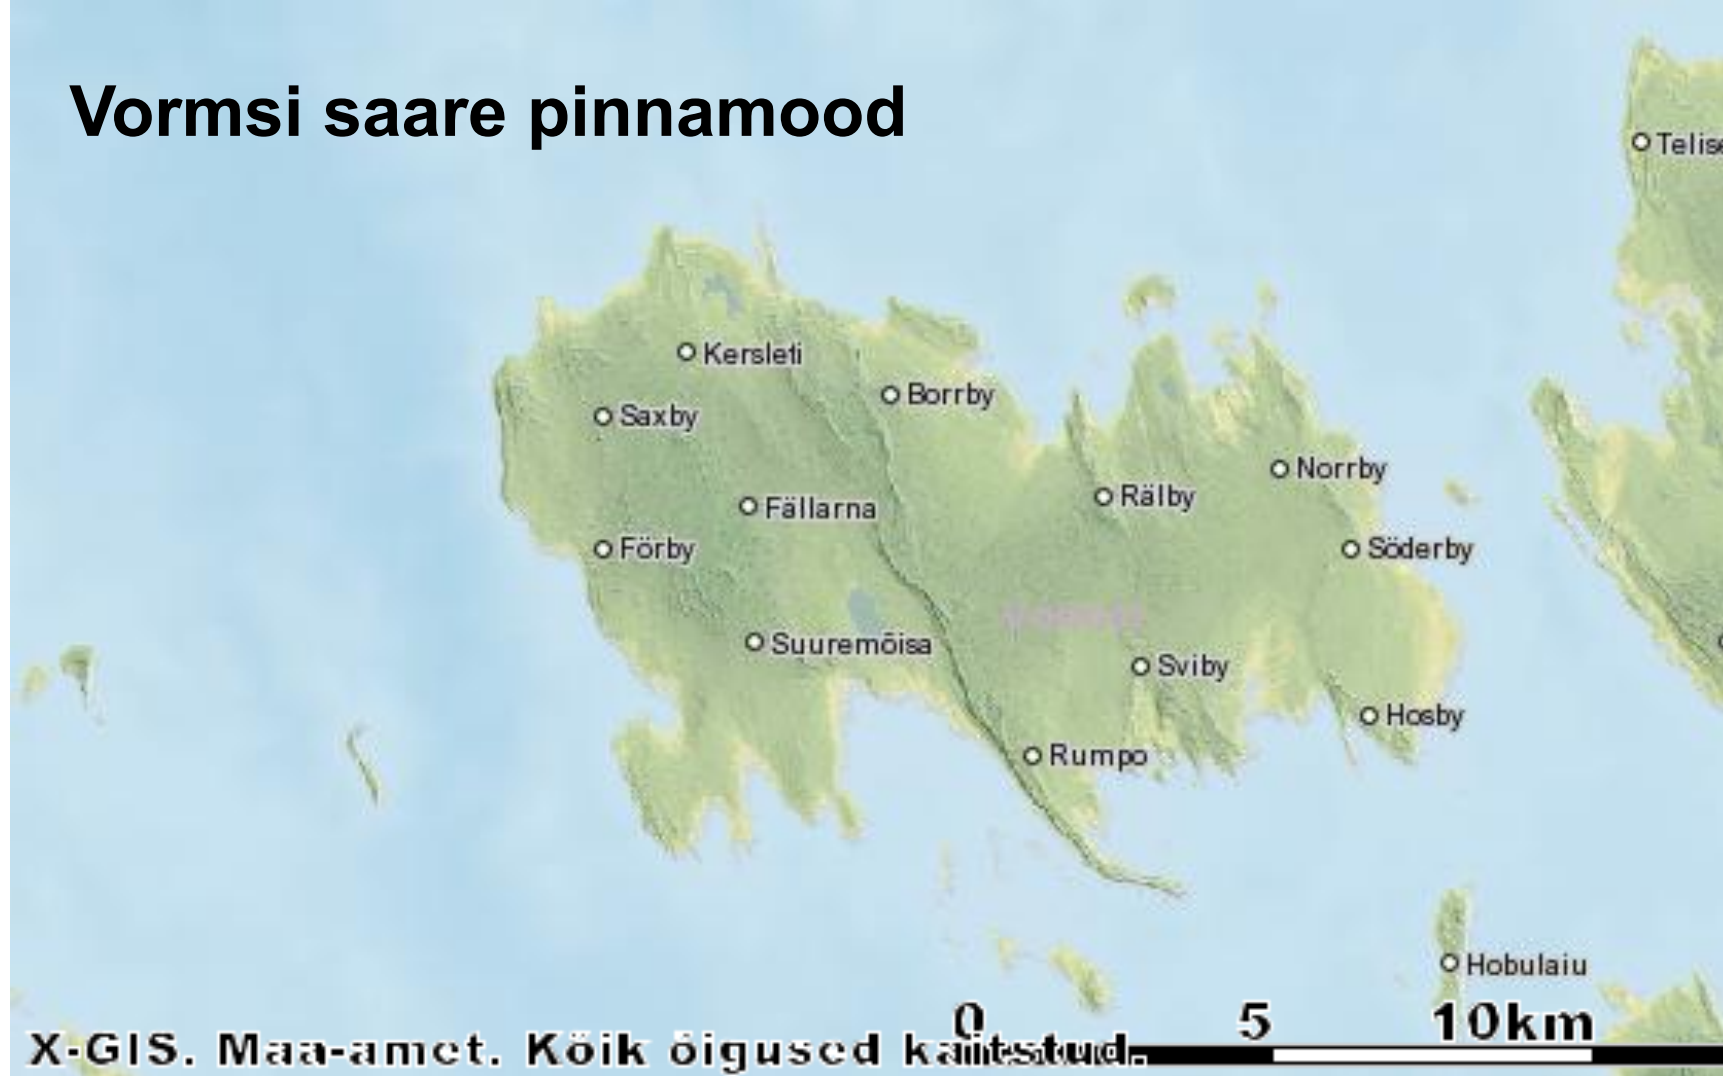 Vormsi saare pinnamood
Kersleti
Borrby
Saxby
Norrby
Rälby
Fällarna
Förby
Söderby
Suuremõisa
Sviby
Hosby
Rumpo
Hobulaiu
0 5 10km
X-GIS. Maa-amet. Kõik õigused kaitstud.